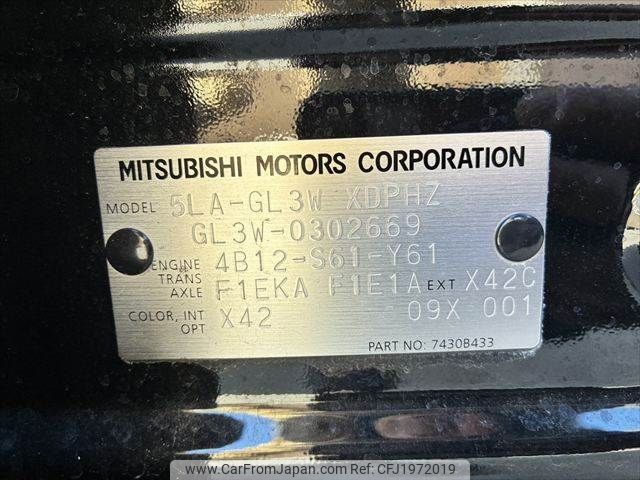 MITSUBISHI MOTORS CORPORATION
MODEL 5LA-GL3W XDPHZ
GL3W-0302669
ENGINE 4B12-S61-Y61
TRANS AXLE F1EKA F1E1A EXT X42C
COLOR, INT OPT X42 09X 001
PART NO: 74308433
www.CarFromJapan.com | Ref. Code: CFJ1972019